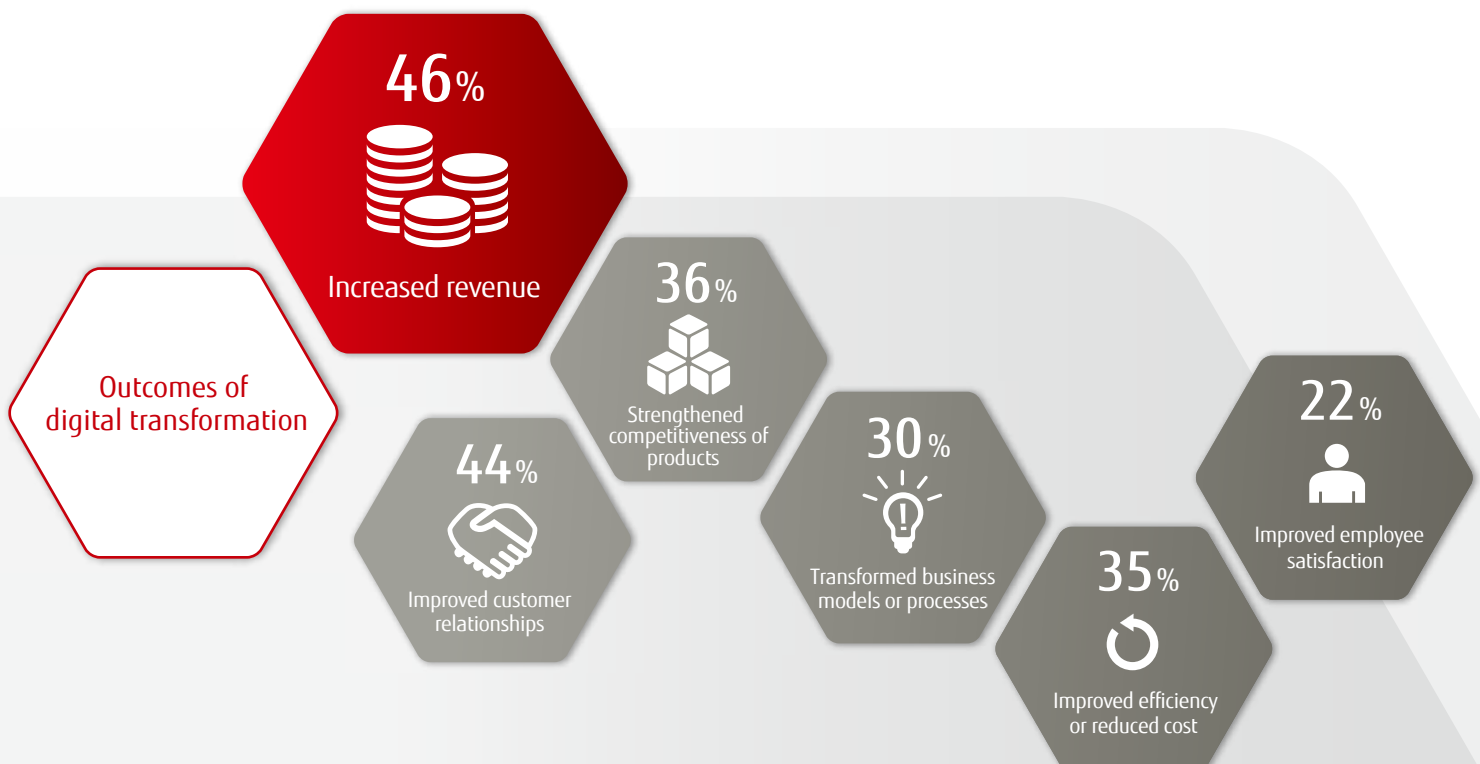 Outcomes of
digital transformation
46%
Increased revenue
44%
Improved customer
relationships
36%
Strengthened
competitiveness of
products
30%
!
Transformed business
models or processes
35%
Improved efficiency
or reduced cost
22%
Improved employee
satisfaction